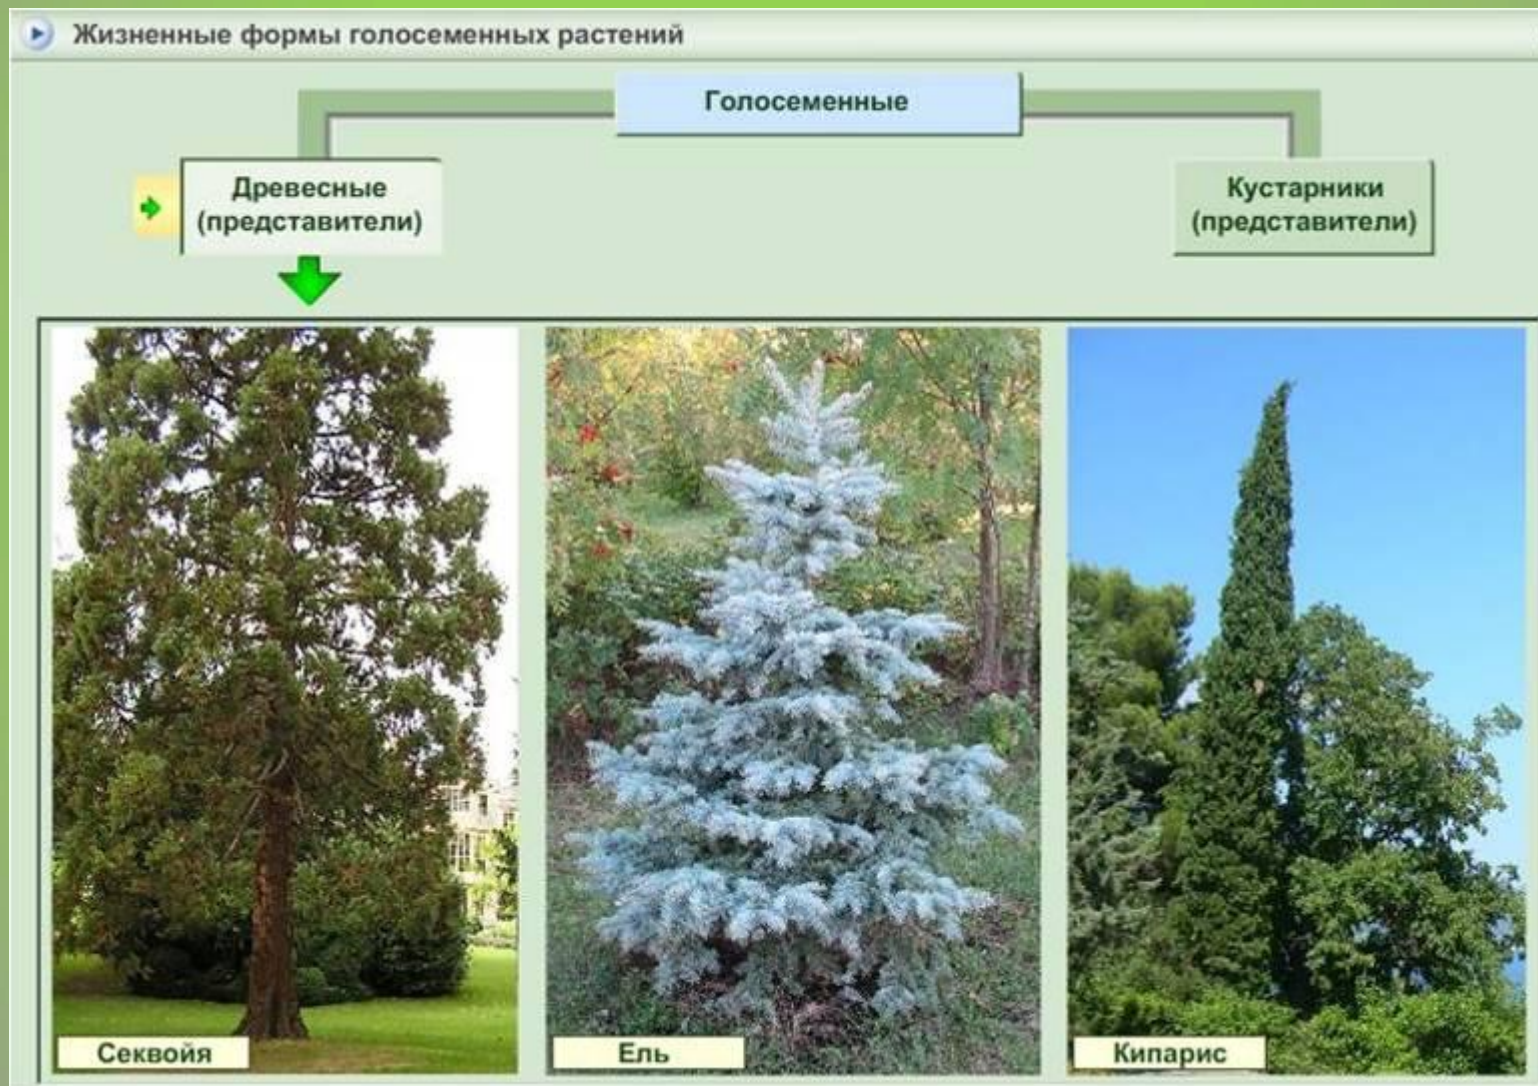 Жизненные формы голосеменных растений
Голосеменные
Древесные
(представители)
Кустарники
(представители)
Секвойя
Ель
Кипарис